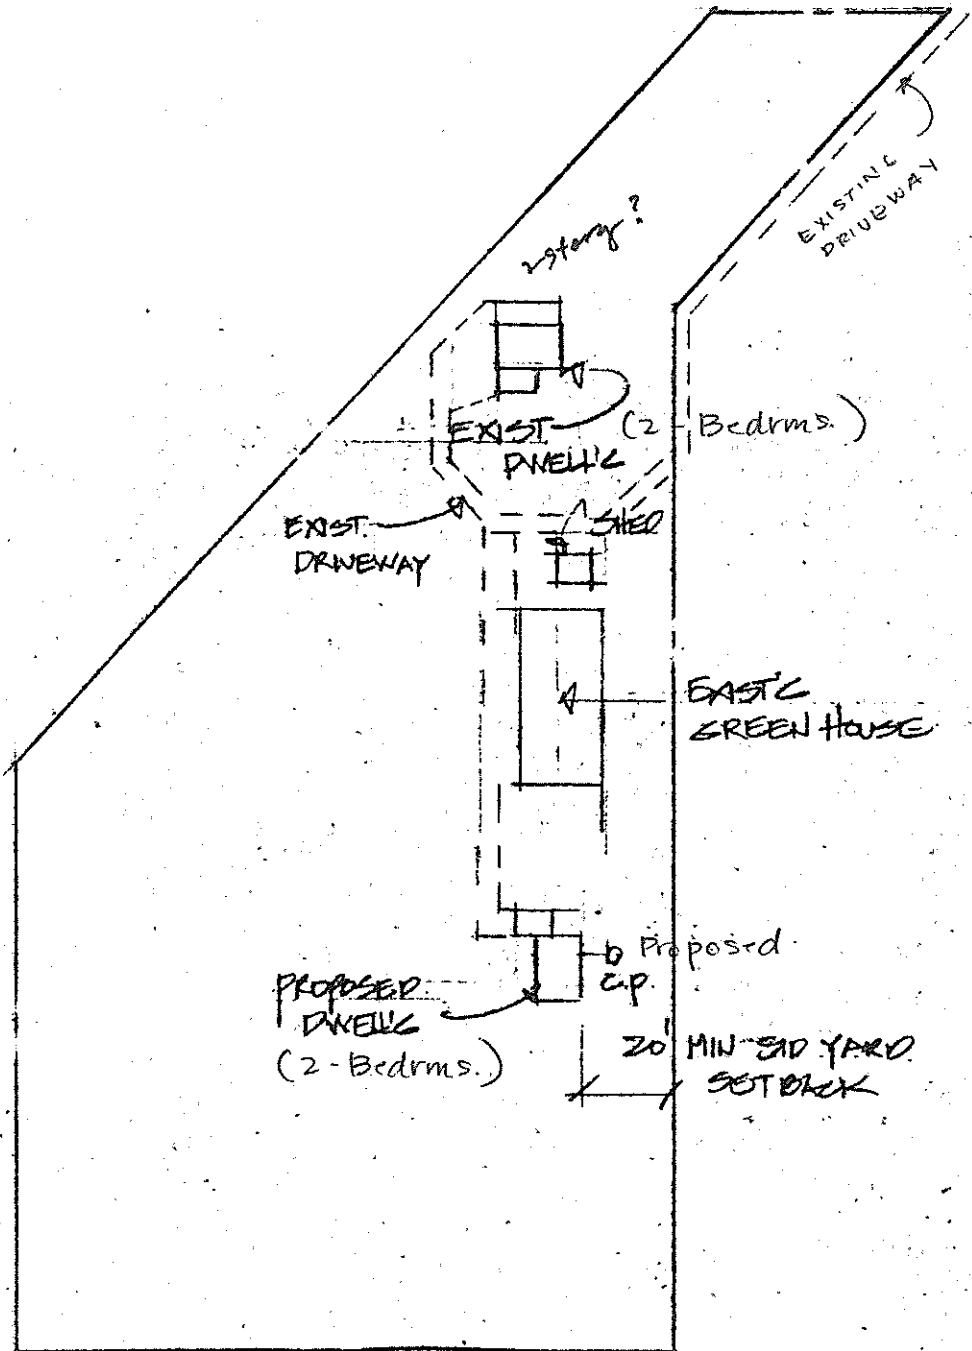 EXISTING
DRIVEWAY
2-story?
EXIST
DWELL'G
(2-Bedrms.)
EXIST.
DRIVEWAY
SHED
EXIST'G
GREEN HOUSE
Proposed
C.P.
PROPOSED
DWELL'G
(2-Bedrms.)
20' MIN SID YARD
SETBACK